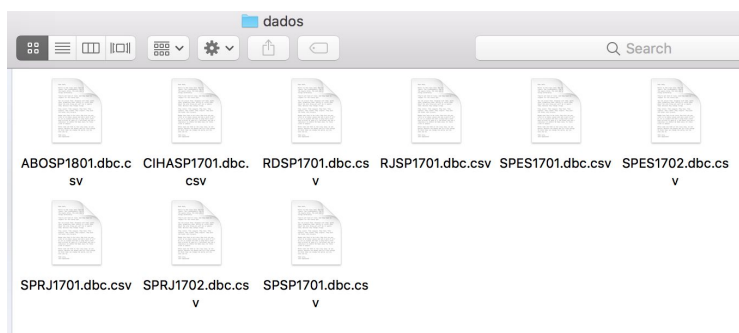 dados
Search
ABOSP1801.dbc.c
sv
CIHASP1701.dbc.
csv
RDSP1701.dbc.cs
v
RJSP1701.dbc.csv
SPES1701.dbc.csv
SPES1702.dbc.cs
v
SPRJ1701.dbc.csv
SPRJ1702.dbc.cs
v
SPSP1701.dbc.cs
v